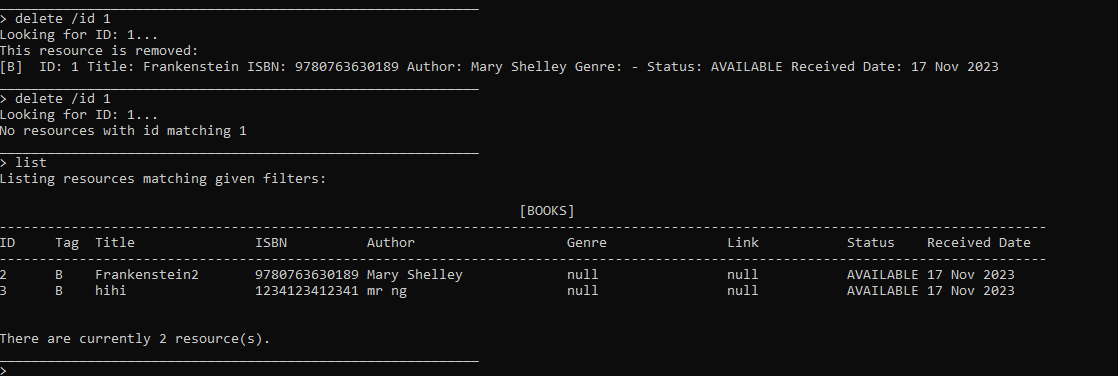 > delete /id 1
Looking for ID: 1...
This resource is removed:
[B]  ID: 1 Title: Frankenstein ISBN: 9780763630189 Author: Mary Shelley Genre: - Status: AVAILABLE Received Date: 17 Nov 2023
> delete /id 1
Looking for ID: 1...
No resources with id matching 1
> list
Listing resources matching given filters:
[BOOKS]
ID Tag Title ISBN Author Genre Link Status Received Date
2 B Frankenstein2 9780763630189 Mary Shelley null null AVAILABLE 17 Nov 2023
3 B hihi 1234123412341 mr ng null null AVAILABLE 17 Nov 2023
There are currently 2 resource(s).
>